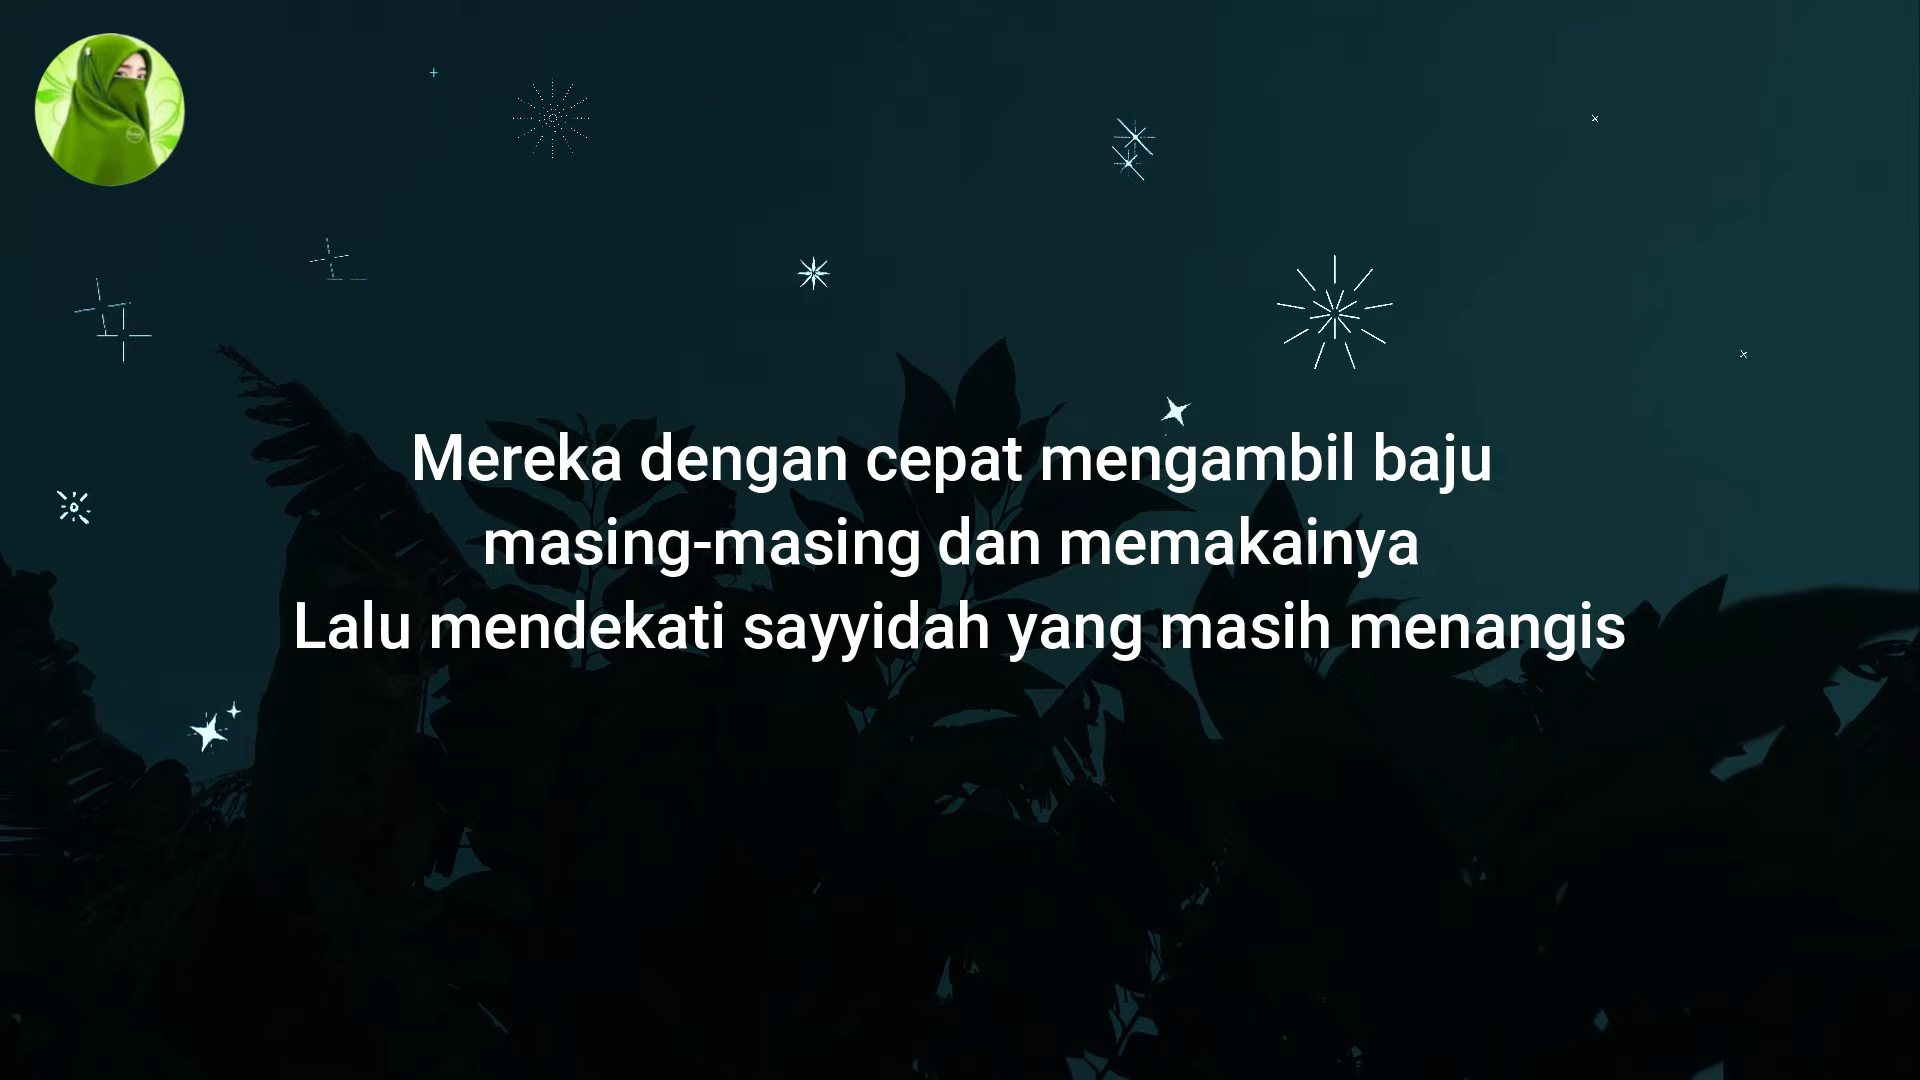 Mereka dengan cepat mengambil baju
masing-masing dan memakainya
Lalu mendekati sayyidah yang masih menangis